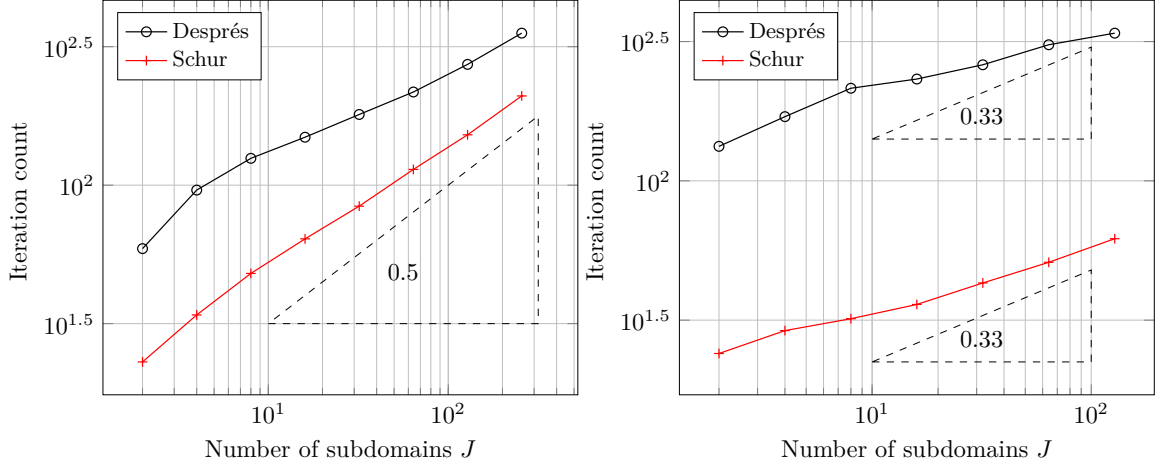 Després
Schur
10^2.5
10^2
10^1.5
Iteration count
0.5
10^1
10^2
Number of subdomains J
Després
Schur
10^2.5
10^2
10^1.5
Iteration count
0.33
0.33
10^1
10^2
Number of subdomains J